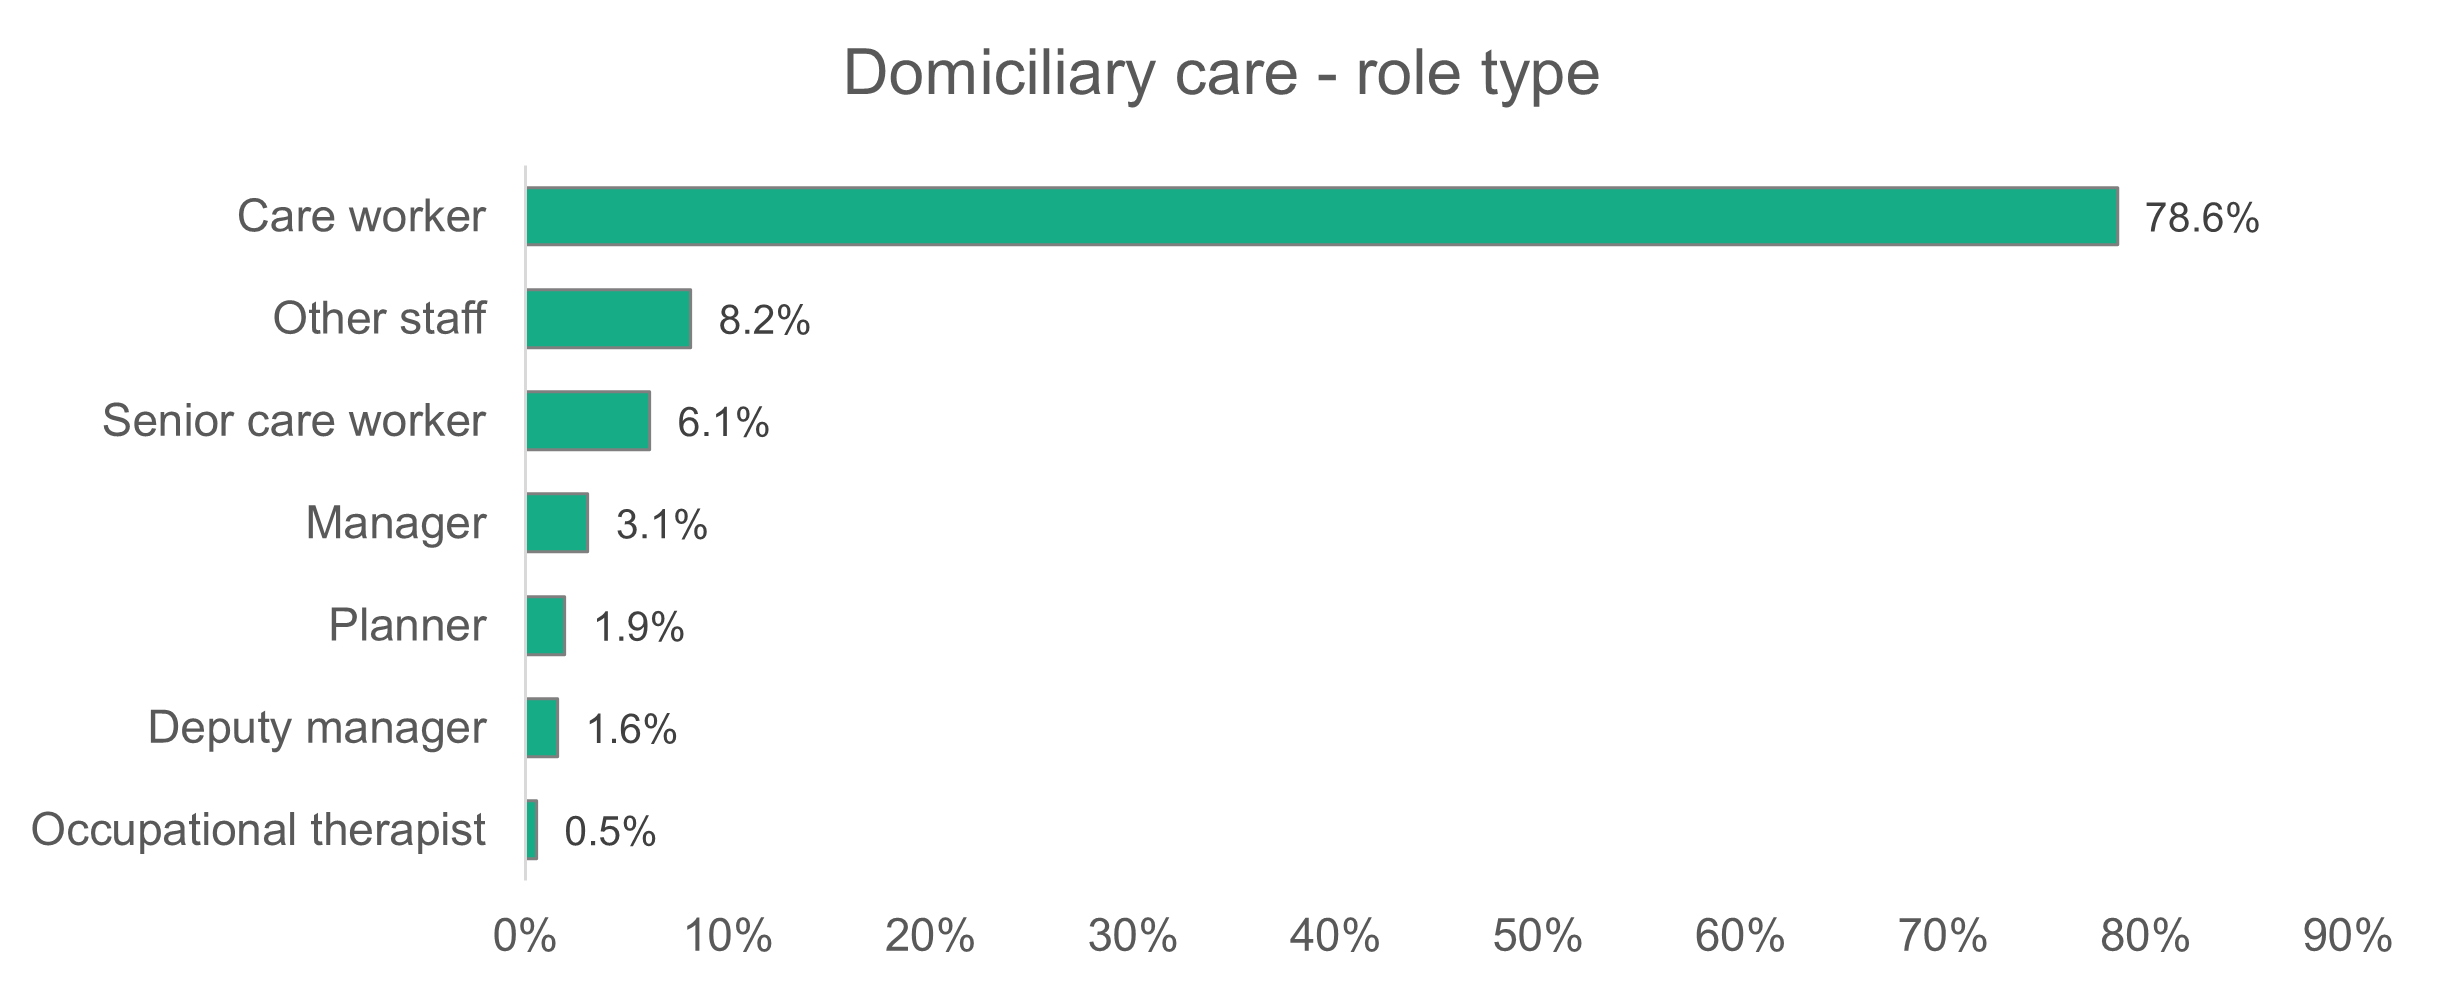 Domiciliary care - role type
Care worker 78.6%
Other staff 8.2%
Senior care worker 6.1%
Manager 3.1%
Planner 1.9%
Deputy manager 1.6%
Occupational therapist 0.5%
0% 10% 20% 30% 40% 50% 60% 70% 80% 90%